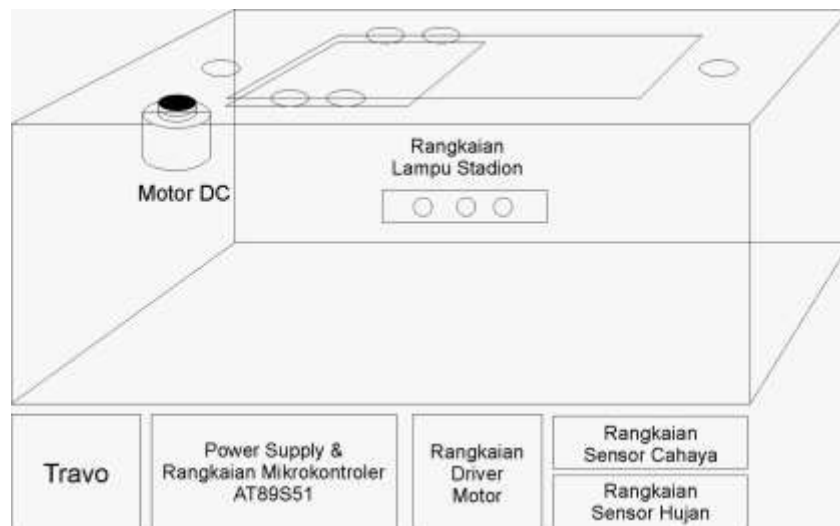 Rangkaian
Lampu Stadion
Motor DC
Travo
Power Supply &
Rangkaian Mikrokontroler
AT89S51
Rangkaian
Driver
Motor
Rangkaian
Sensor Cahaya
Rangkaian
Sensor Hujan